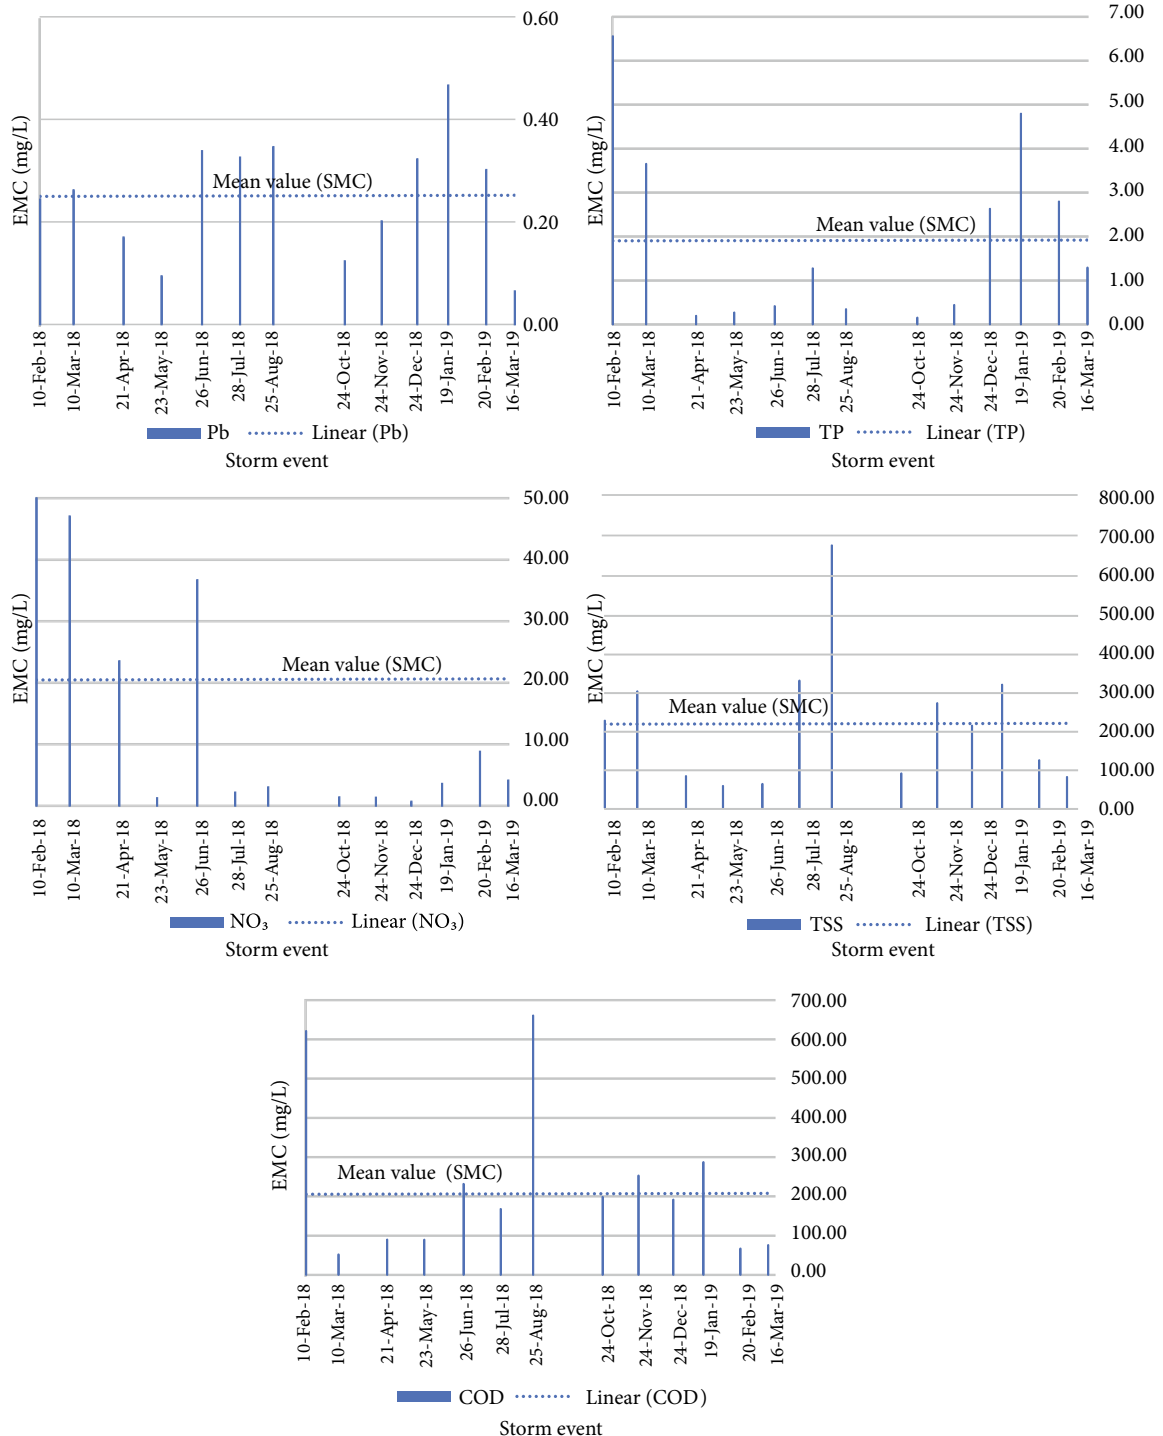 0.60
0.40
0.20
0.00
EMC (mg/L)
Mean value (SMC)
10-Feb-18
10-Mar-18
21-Apr-18
23-May-18
26-Jun-18
28-Jul-18
25-Aug-18
24-Oct-18
24-Nov-18
24-Dec-18
19-Jan-19
20-Feb-19
16-Mar-19
Pb Linear (Pb)
Storm event
7.00
6.00
5.00
4.00
3.00
2.00
1.00
0.00
EMC (mg/L)
Mean value (SMC)
10-Feb-18
10-Mar-18
21-Apr-18
23-May-18
26-Jun-18
28-Jul-18
25-Aug-18
24-Oct-18
24-Nov-18
24-Dec-18
19-Jan-19
20-Feb-19
16-Mar-19
TP Linear (TP)
Storm event
50.00
40.00
30.00
20.00
10.00
0.00
EMC (mg/L)
Mean value (SMC)
10-Feb-18
10-Mar-18
21-Apr-18
23-May-18
26-Jun-18
28-Jul-18
25-Aug-18
24-Oct-18
24-Nov-18
24-Dec-18
19-Jan-19
20-Feb-19
16-Mar-19
NO₃ Linear (NO₃)
Storm event
800.00
700.00
600.00
500.00
400.00
300.00
200.00
100.00
0.00
EMC (mg/L)
Mean value (SMC)
10-Feb-18
10-Mar-18
21-Apr-18
23-May-18
26-Jun-18
28-Jul-18
25-Aug-18
24-Oct-18
24-Nov-18
24-Dec-18
19-Jan-19
20-Feb-19
16-Mar-19
TSS Linear (TSS)
Storm event
700.00
600.00
500.00
400.00
300.00
200.00
100.00
0.00
EMC (mg/L)
Mean value (SMC)
10-Feb-18
10-Mar-18
21-Apr-18
23-May-18
26-Jun-18
28-Jul-18
25-Aug-18
24-Oct-18
24-Nov-18
24-Dec-18
19-Jan-19
20-Feb-19
16-Mar-19
COD Linear (COD)
Storm event